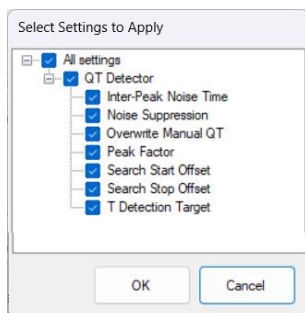 Select Settings to Apply
All settings
QT Detector
Inter-Peak Noise Time
Noise Suppression
Overwrite Manual QT
Peak Factor
Search Start Offset
Search Stop Offset
T Detection Target
OK Cancel